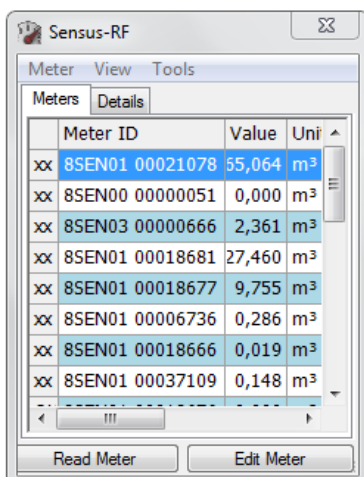 Sensus-RF
Meter View Tools
Meters Details
Meter ID Value Uni
xx 8SEN01 00021078 65,064 m³
xx 8SEN00 00000051 0,000 m³
xx 8SEN03 00000666 2,361 m³
xx 8SEN01 00018681 27,460 m³
xx 8SEN01 00018677 9,755 m³
xx 8SEN01 00006736 0,286 m³
xx 8SEN01 00018666 0,019 m³
xx 8SEN01 00037109 0,148 m³
Read Meter Edit Meter